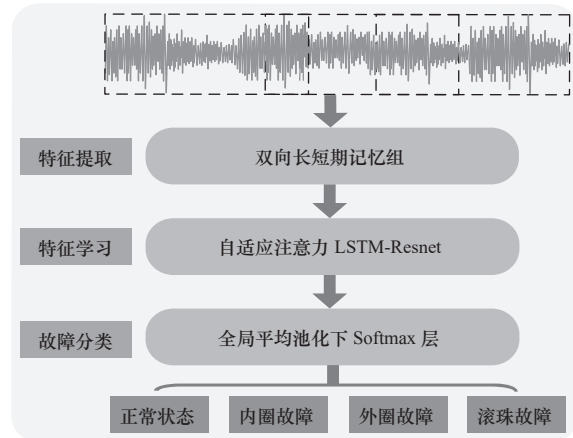 特征提取
双向长短期记忆组
特征学习
自适应注意力 LSTM-Resnet
故障分类
全局平均池化下 Softmax 层
正常状态
内圈故障
外圈故障
滚珠故障